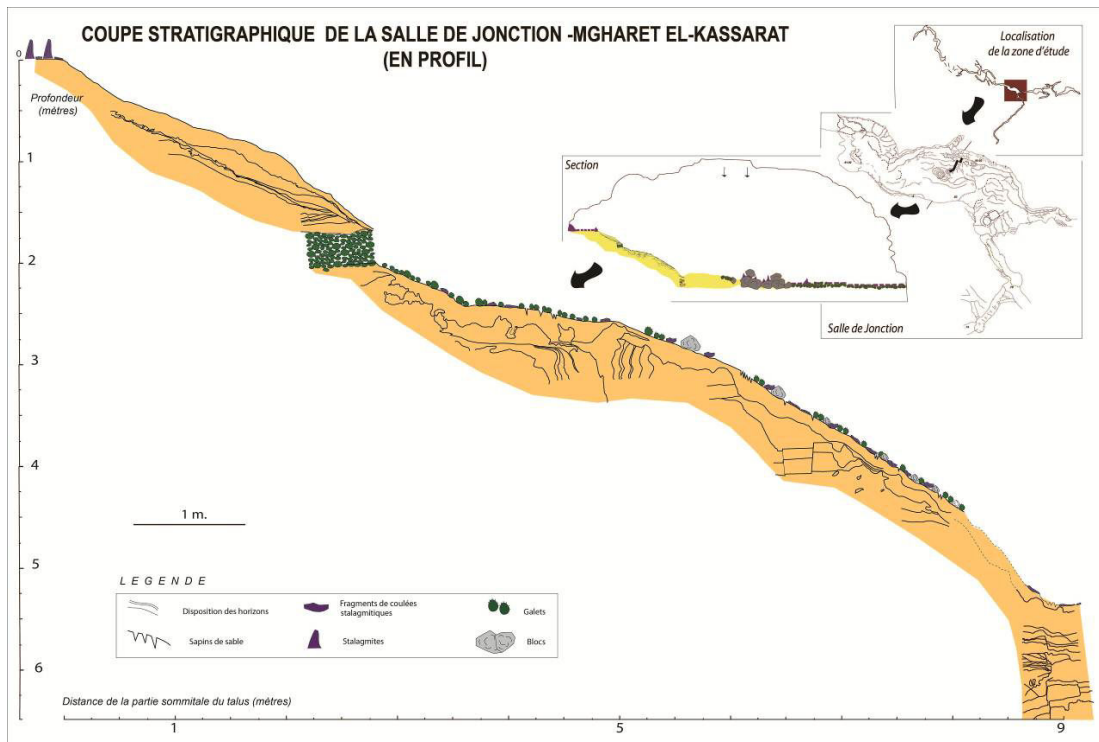 COUPE STRATIGRAPHIQUE DE LA SALLE DE JONCTION -MGHARET EL-KASSARAT
(EN PROFIL)
Localisation
de la zone d'étude
0
Profondeur
(mètres)
1
Section
2
Salle de Jonction
3
4
1 m.
5
LEGENDE
Disposition des horizons
Fragments de coulées
stalagmitiques
Galets
Sapins de sable
Stalagmites
Blocs
6
Distance de la partie sommitale du talus (mètres)
1
5
9